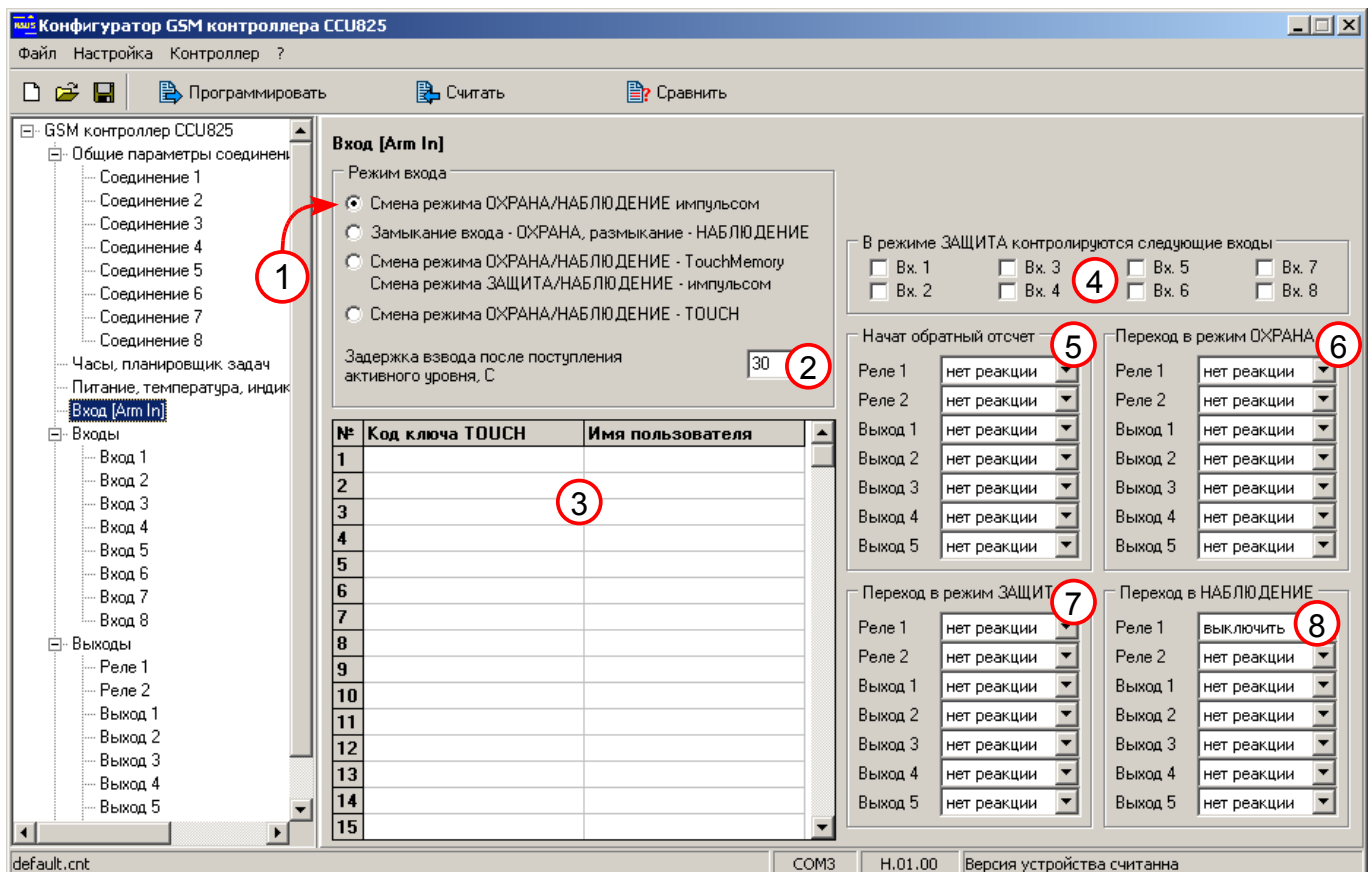 Конфигуратор GSM контроллера CCU825
Файл Настройка Контроллер ?
Программировать Считать Сравнить
GSM контроллер CCU825
Общие параметры соединени
Соединение 1
Соединение 2
Соединение 3
Соединение 4
Соединение 5
Соединение 6
Соединение 7
Соединение 8
Часы, планировщик задач
Питание, температура, индик
Вход [Arm In]
Входы
Вход 1
Вход 2
Вход 3
Вход 4
Вход 5
Вход 6
Вход 7
Вход 8
Выходы
Реле 1
Реле 2
Выход 1
Выход 2
Выход 3
Выход 4
Выход 5
1
Вход [Arm In]
Режим входа
Смена режима ОХРАНА/НАБЛЮДЕНИЕ импульсом
Замыкание входа - ОХРАНА, размыкание - НАБЛЮДЕНИЕ
Смена режима ОХРАНА/НАБЛЮДЕНИЕ - TouchMemory
Смена режима ЗАЩИТА/НАБЛЮДЕНИЕ - импульсом
Смена режима ОХРАНА/НАБЛЮДЕНИЕ - TOUCH
Задержка взвода после поступления
активного уровня, С
30
2
№ Код ключа TOUCH Имя пользователя
1
2
3
4
5
6
7
8
9
10
11
12
13
14
15
3
В режиме ЗАЩИТА контролируются следующие входы
Вх. 1 Вх. 3 Вх. 5 Вх. 7
Вх. 2 Вх. 4 Вх. 6 Вх. 8
4
Начат обратный отсчет
5
Реле 1 нет реакции
Реле 2 нет реакции
Выход 1 нет реакции
Выход 2 нет реакции
Выход 3 нет реакции
Выход 4 нет реакции
Выход 5 нет реакции
Переход в режим ОХРАНА
6
Реле 1 нет реакции
Реле 2 нет реакции
Выход 1 нет реакции
Выход 2 нет реакции
Выход 3 нет реакции
Выход 4 нет реакции
Выход 5 нет реакции
Переход в режим ЗАЩИТ
7
Реле 1 нет реакции
Реле 2 нет реакции
Выход 1 нет реакции
Выход 2 нет реакции
Выход 3 нет реакции
Выход 4 нет реакции
Выход 5 нет реакции
Переход в НАБЛЮДЕНИЕ
8
Реле 1 выключить
Реле 2 нет реакции
Выход 1 нет реакции
Выход 2 нет реакции
Выход 3 нет реакции
Выход 4 нет реакции
Выход 5 нет реакции
default.cnt COM3 H.01.00 Версия устройства считанна